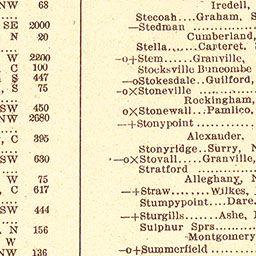 NW 68
SE 2000
N 20
W 2200
C 100
S 447
S 75
SW 450
NW 2680
C 395
SW 630
W 75
C 617
SW 444
N 156
W
NW 136
Iredell,
Stecoah....Graham, S
—Stedman
Cumberland,
Stella......Carteret, S
—o+Stem......Granville,
Stocksville Buncombe
—oStokesdale..Guilford,
—o×Stoneville
Rockingham,
o×Stonewall...Pamlico,
—+Stonypoint
Alexander,
Stonyridge..Surry, N
—o×Stovall.....Granville,
Stratford
Alleghany, N
—+Straw.......Wilkes,
Stumpypoint..Dare,
—+Sturgills......Ashe,
Sulphur Sprs
Montgomery
—o+Summerfield